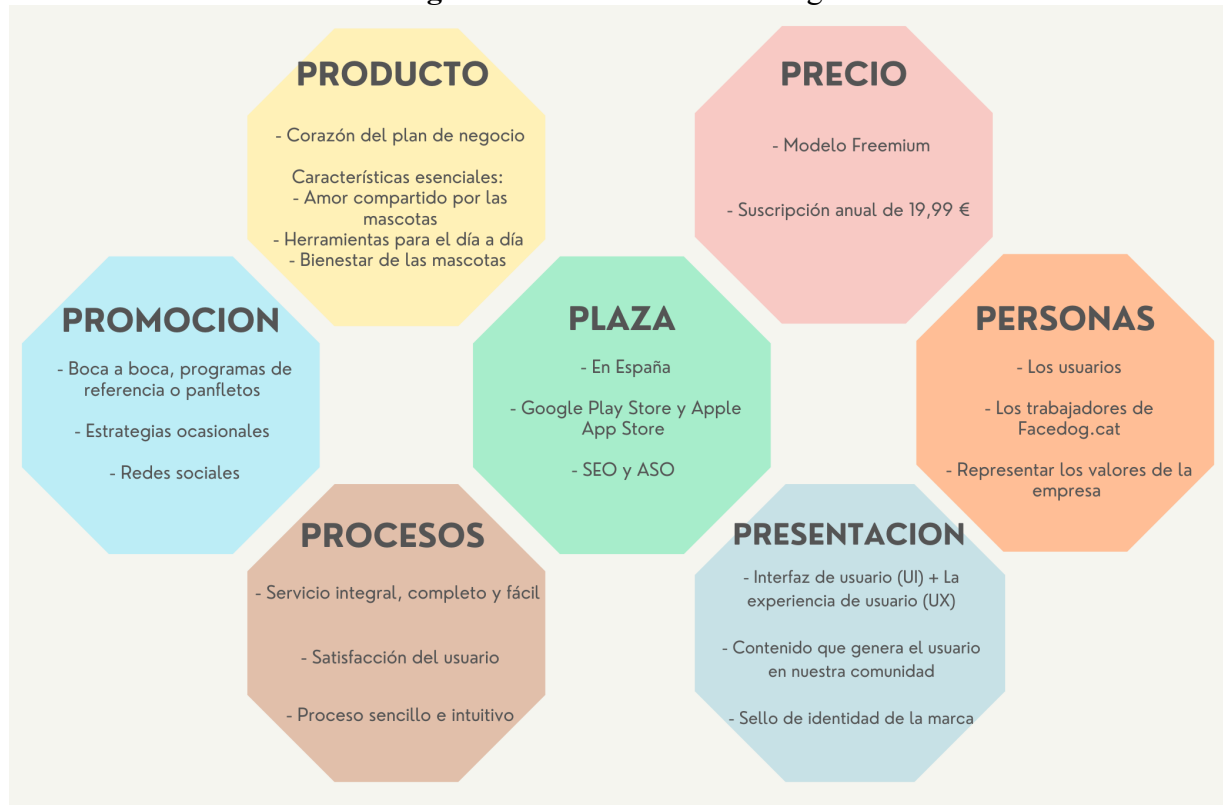 PRODUCTO
- Corazón del plan de negocio
Características esenciales:
- Amor compartido por las
mascotas
- Herramientas para el día a día
- Bienestar de las mascotas
PRECIO
- Modelo Freemium
- Suscripción anual de 19,99 €
PROMOCION
- Boca a boca, programas de
referencia o panfletos
- Estrategias ocasionales
- Redes sociales
PLAZA
- En España
- Google Play Store y Apple
App Store
- SEO y ASO
PERSONAS
- Los usuarios
- Los trabajadores de
Facedog.cat
- Representar los valores de la
empresa
PROCESOS
- Servicio integral, completo y fácil
- Satisfacción del usuario
- Proceso sencillo e intuitivo
PRESENTACION
- Interfaz de usuario (UI) + La
experiencia de usuario (UX)
- Contenido que genera el usuario
en nuestra comunidad
- Sello de identidad de la marca